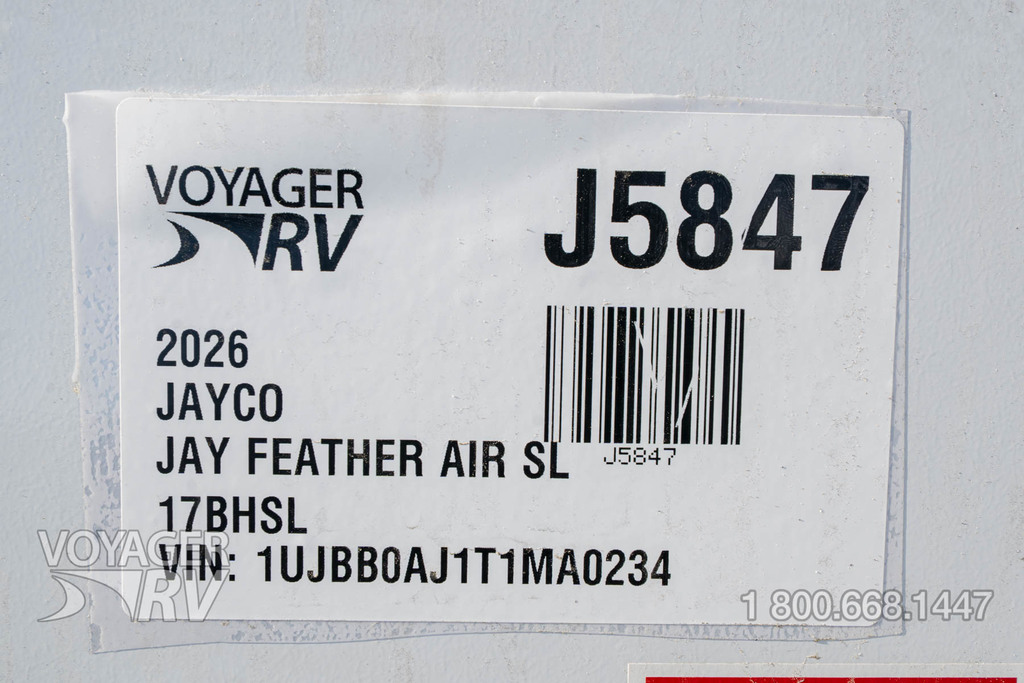 VOYAGER
RV
J5847
2026
JAYCO
JAY FEATHER AIR SL
J5847
17BHSL
VIN: 1UJBB0AJ1T1MA0234
VOYAGER
RV
1 800.668.1447